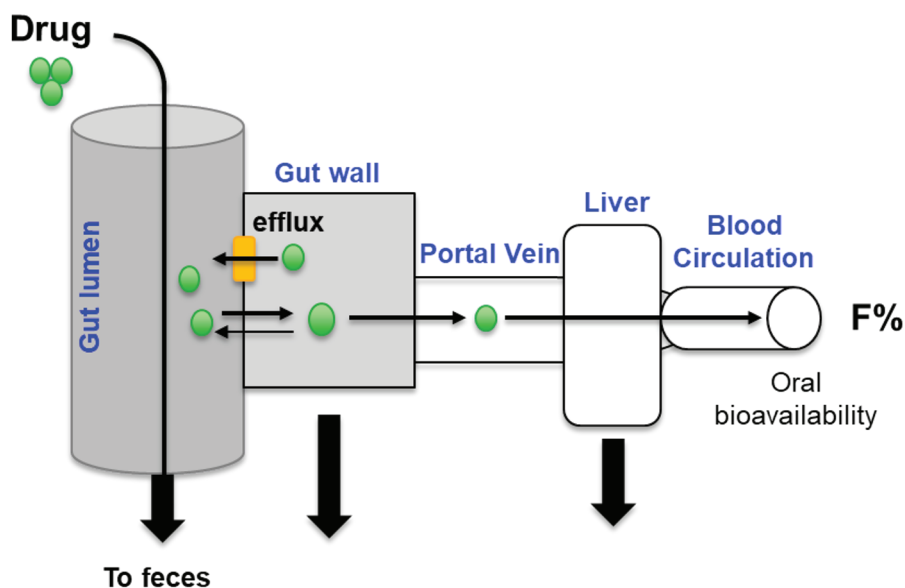 Drug
Gut wall
efflux
Liver
Blood
Circulation
Portal Vein
Gut lumen
F%
Oral
bioavailability
To feces